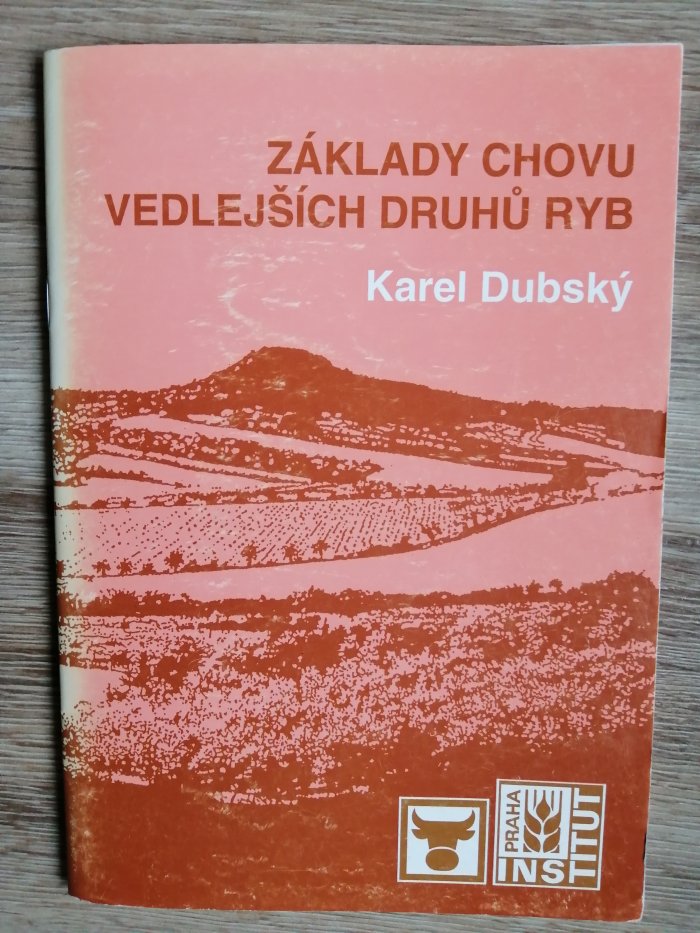 ZÁKLADY CHOVU
VEDLEJŠÍCH DRUHŮ RYB
Karel Dubský
PRAHA
INSTITUT